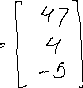 = [ 47
4
-5 ]